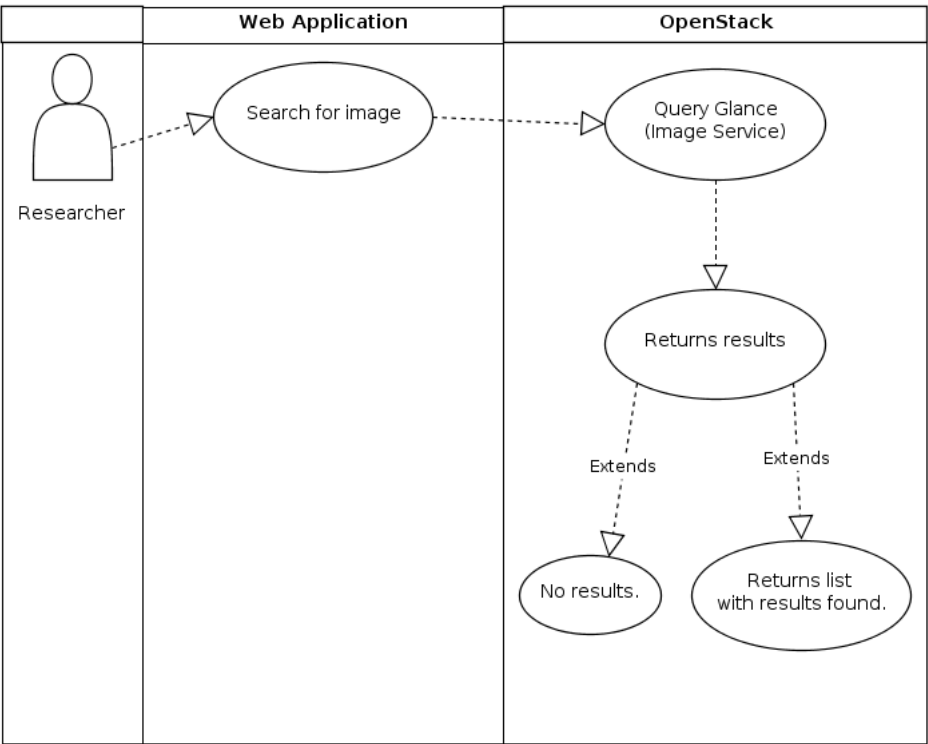 Web Application
OpenStack
Search for image
Query Glance
(Image Service)
Researcher
Returns results
Extends
Extends
No results.
Returns list
with results found.